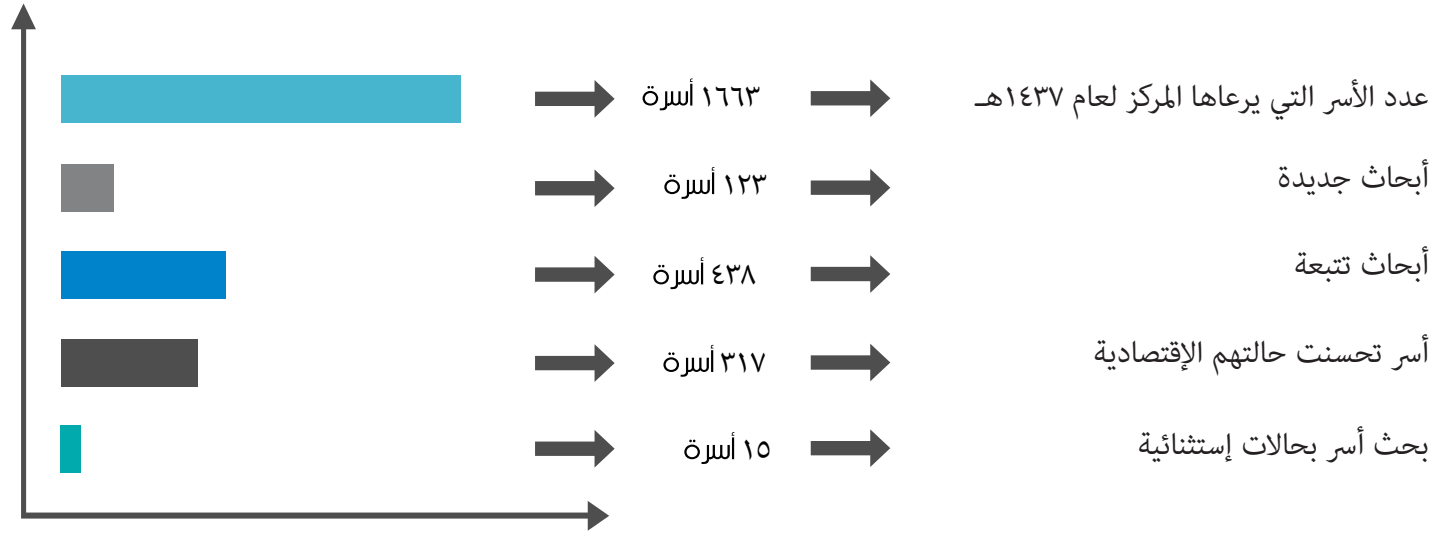 عدد الأسر التي يرعاها المركز لعام ١٤٣٧هـ ١٦٦٣ أسرة
أبحاث جديدة ١٢٣ أسرة
أبحاث تتبعة ٤٣٨ أسرة
أسر تحسنت حالتهم الإقتصادية ٣١٧ أسرة
بحث أسر بحالات إستثنائية ١٥ أسرة